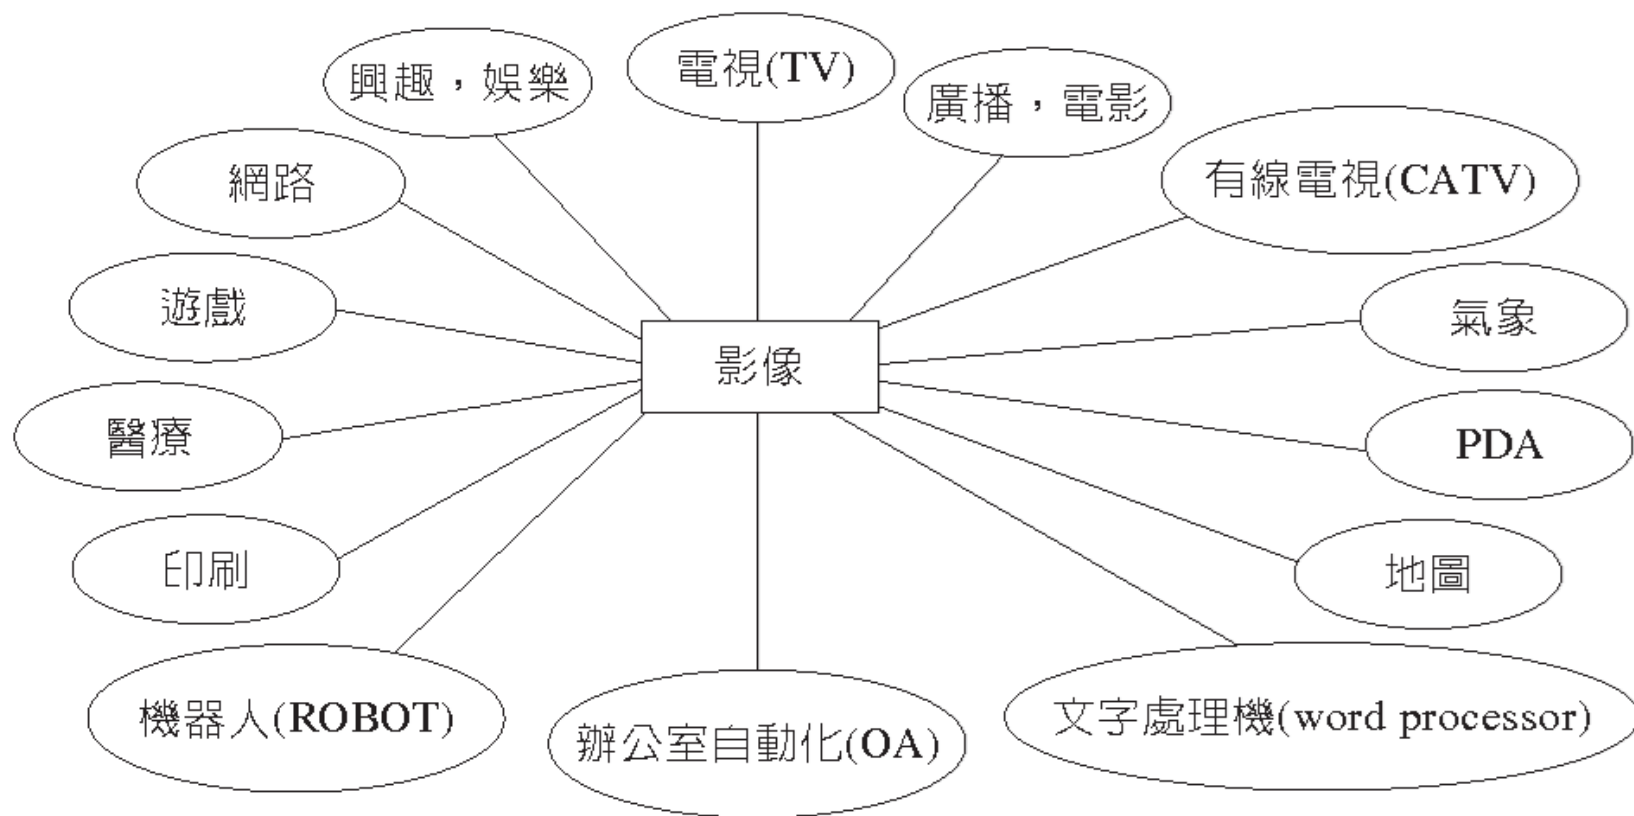 興趣，娛樂
電視(TV)
廣播，電影
網路
有線電視(CATV)
遊戲
氣象
影像
醫療
PDA
印刷
地圖
機器人(ROBOT)
辦公室自動化(OA)
文字處理機(word processor)